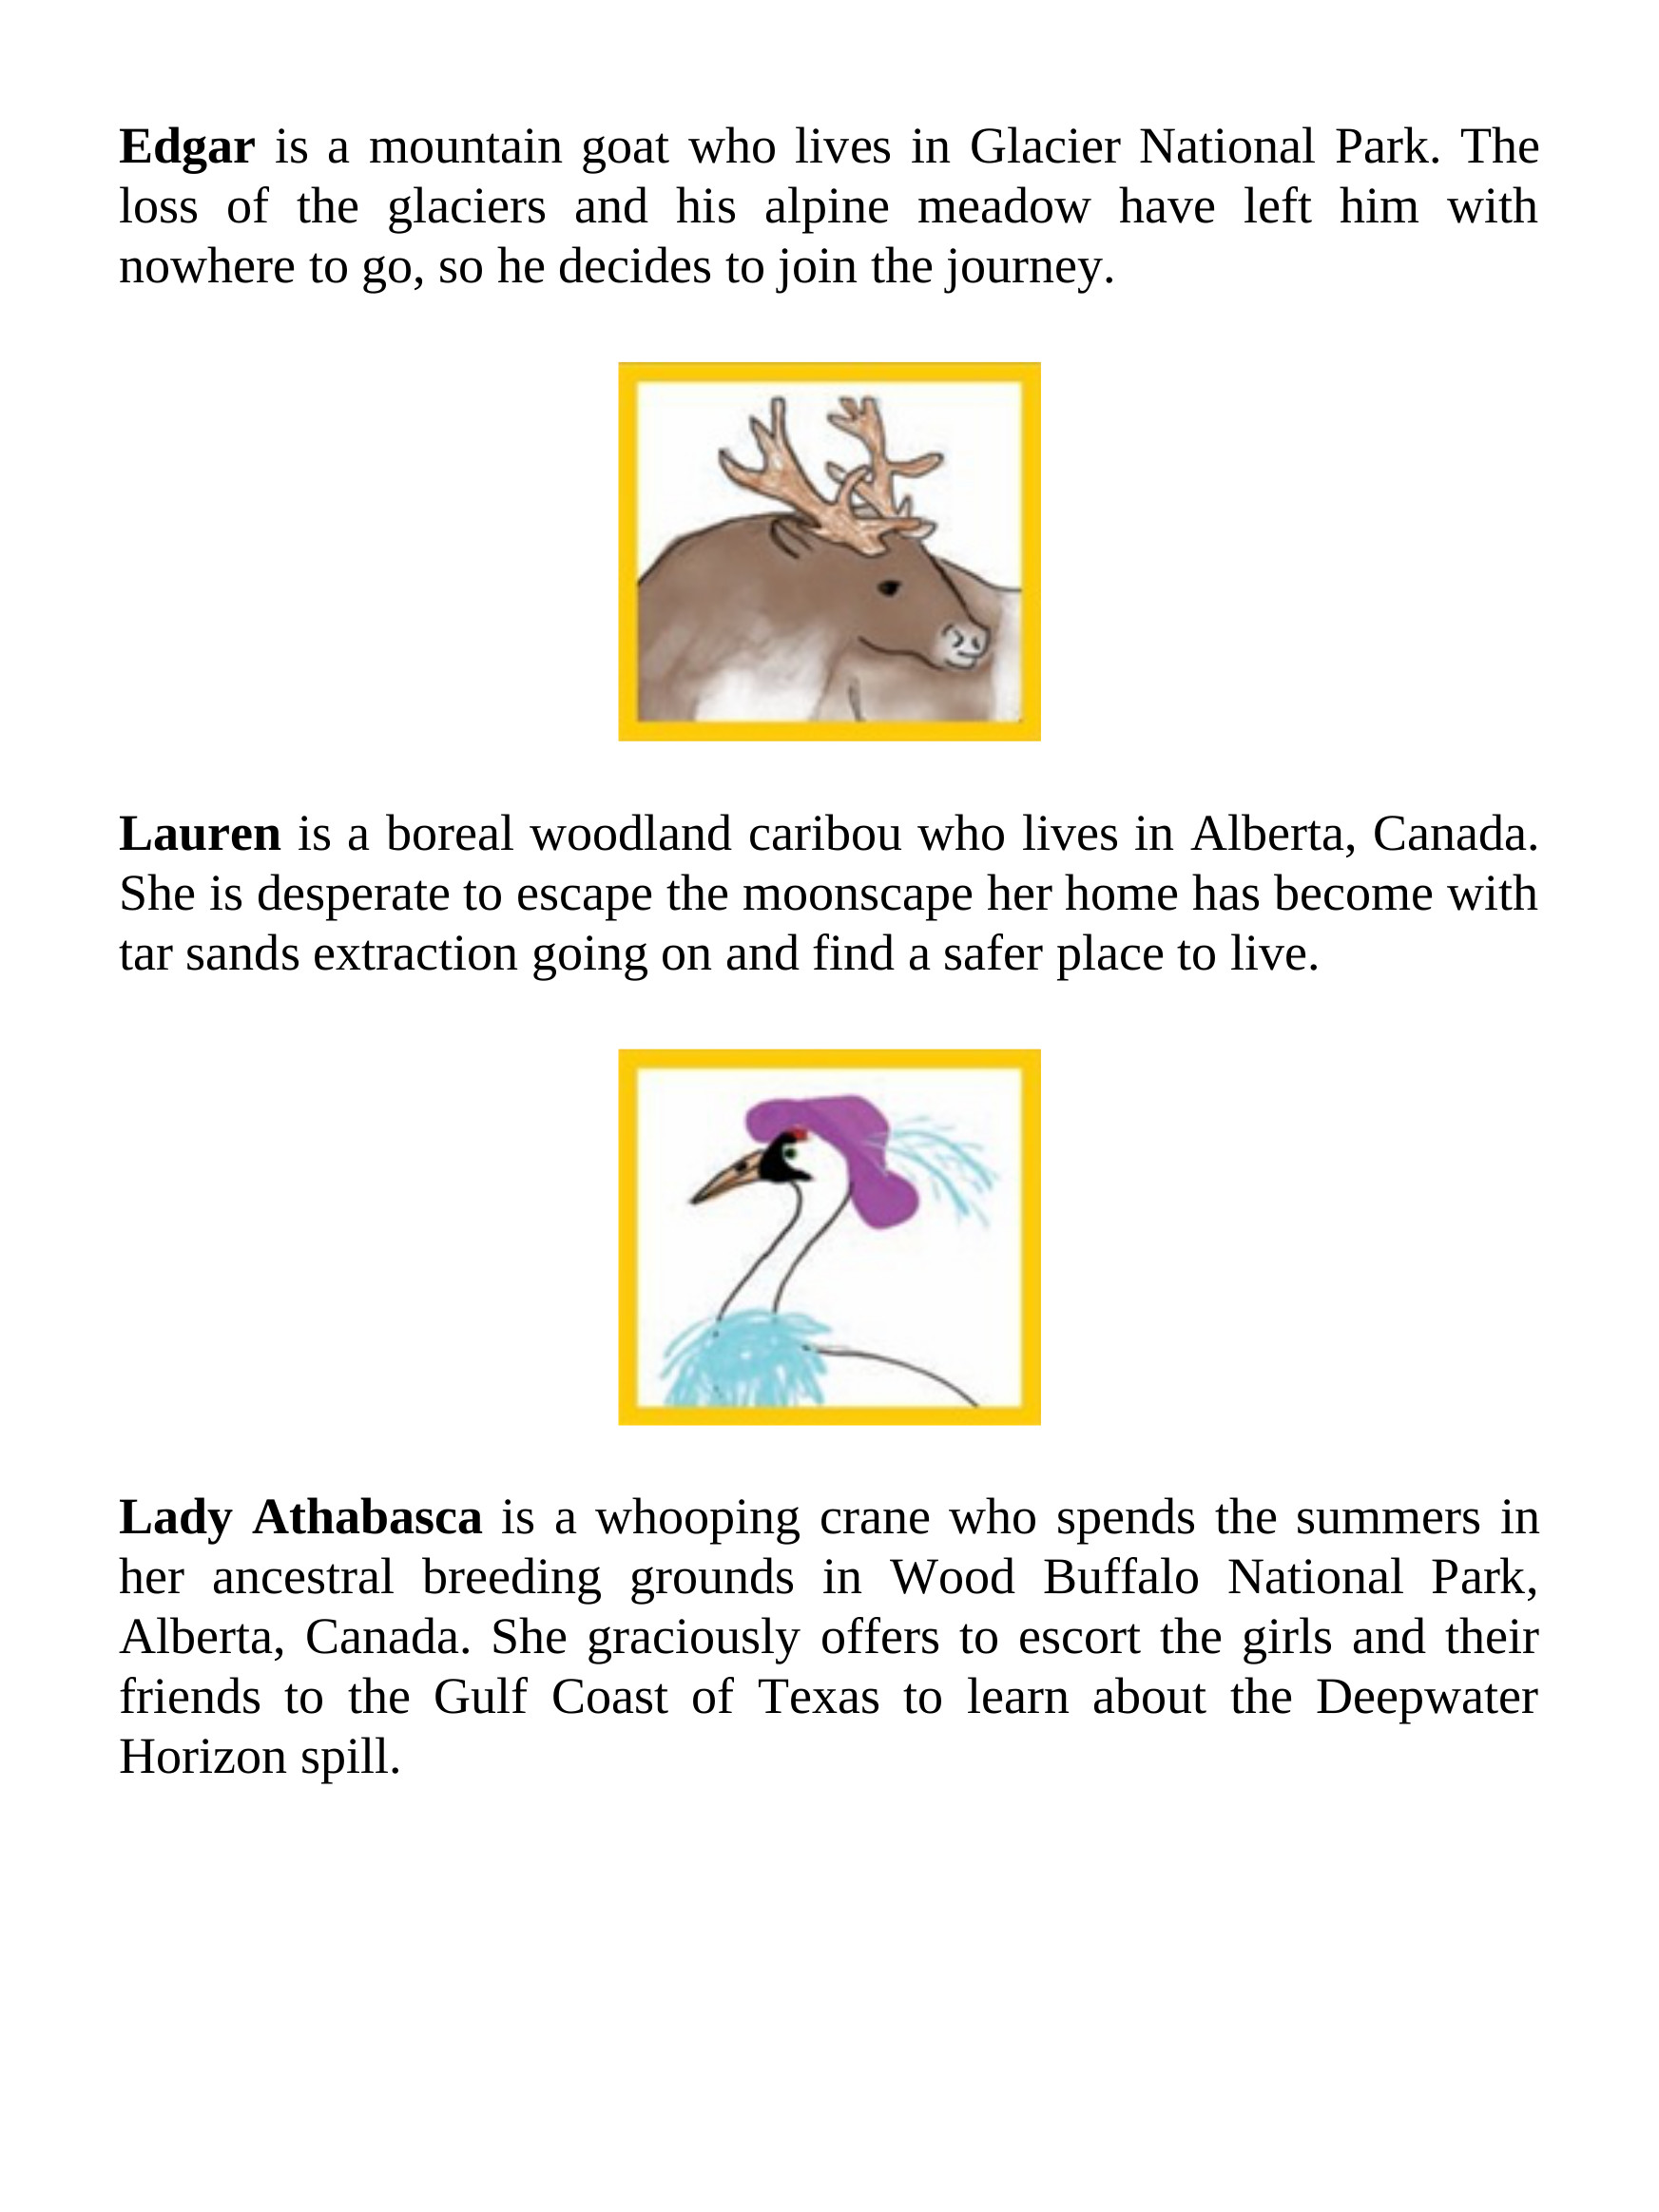 Edgar is a mountain goat who lives in Glacier National Park. The
loss of the glaciers and his alpine meadow have left him with
nowhere to go, so he decides to join the journey.
Lauren is a boreal woodland caribou who lives in Alberta, Canada.
She is desperate to escape the moonscape her home has become with
tar sands extraction going on and find a safer place to live.
Lady Athabasca is a whooping crane who spends the summers in
her ancestral breeding grounds in Wood Buffalo National Park,
Alberta, Canada. She graciously offers to escort the girls and their
friends to the Gulf Coast of Texas to learn about the Deepwater
Horizon spill.